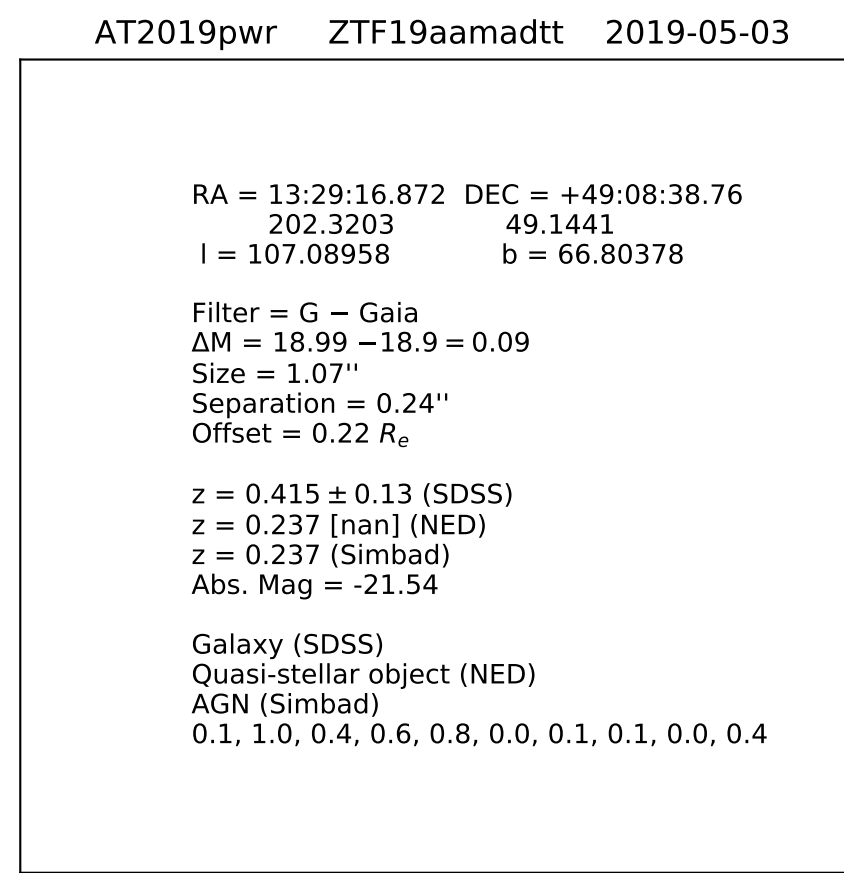 AT2019pwr ZTF19aamadtt 2019-05-03
RA = 13:29:16.872 DEC = +49:08:38.76
202.3203 49.1441
l = 107.08958 b = 66.80378
Filter = G − Gaia
ΔM = 18.99 −18.9 = 0.09
Size = 1.07''
Separation = 0.24''
Offset = 0.22 Rₑ
z = 0.415 ± 0.13 (SDSS)
z = 0.237 [nan] (NED)
z = 0.237 (Simbad)
Abs. Mag = -21.54
Galaxy (SDSS)
Quasi-stellar object (NED)
AGN (Simbad)
0.1, 1.0, 0.4, 0.6, 0.8, 0.0, 0.1, 0.1, 0.0, 0.4